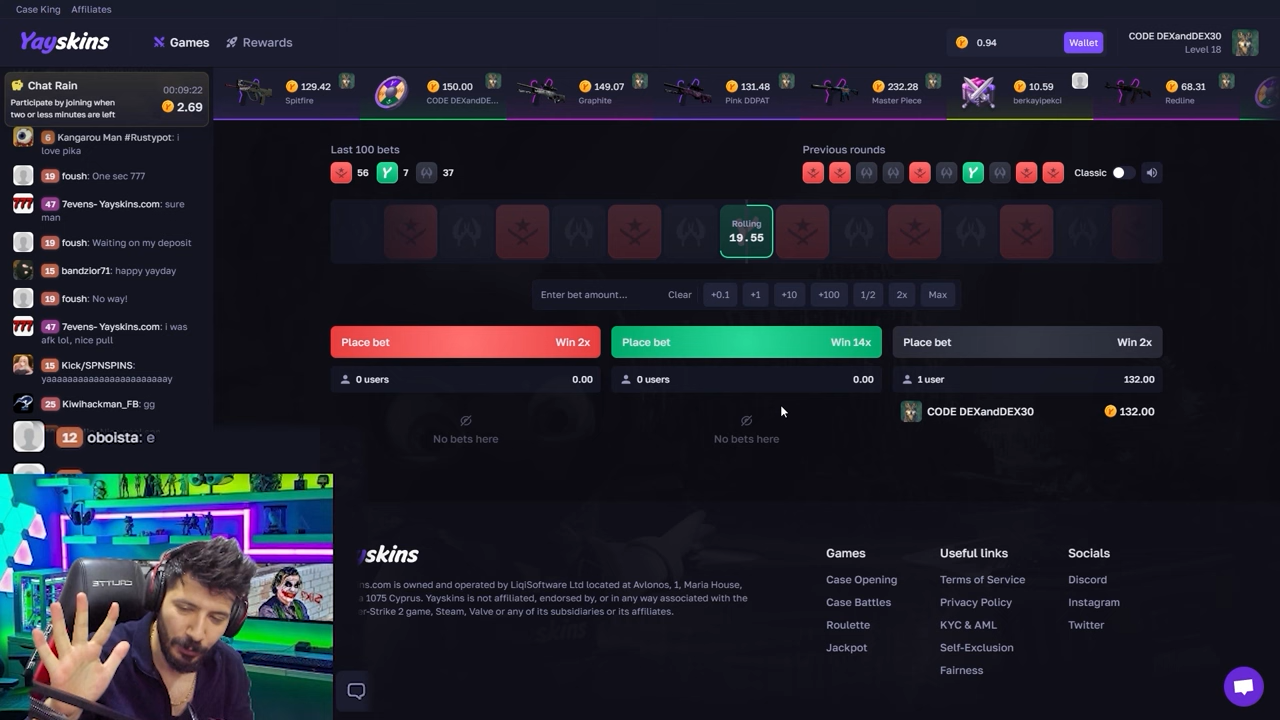 Case King Affiliates
Yayskins Games Rewards 0.94 Wallet CODE DEXandDEX30
Level 18
Chat Rain 00:09:22
Participate by joining when
two or less minutes are left 2.69
129.42
Spitfire
150.00
CODE DEXandDE...
149.07
Graphite
131.48
Pink DDPAT
232.28
Master Piece
10.59
berkayipekci
68.31
Redline
6 Kangarou Man #Rustypot: i
love pika
19 foush: One sec 777
47 7evens- Yayskins.com: sure
man
19 foush: Waiting on my deposit
15 bandzior71: happy yayday
19 foush: No way!
47 7evens- Yayskins.com: i was
afk lol, nice pull
15 Kick/SPNSPINS:
yaaaaaaaaaaaaaaaaaaaaaay
25 Kiwihackman_FB: gg
12 oboista: e
Last 100 bets
56 7 37
Previous rounds
Classic
Rolling
19.55
Enter bet amount... Clear +0.1 +1 +10 +100 1/2 2x Max
Place bet Win 2x
Place bet Win 14x
Place bet Win 2x
0 users 0.00
0 users 0.00
1 user 132.00
CODE DEXandDEX30 132.00
No bets here
No bets here
skins
ns.com is owned and operated by LiqiSoftware Ltd located at Avlonos, 1, Maria House,
1075 Cyprus. Yayskins is not affiliated, endorsed by, or in any way associated with the
er-Strike 2 game, Steam, Valve or any of its subsidiaries or its affiliates.
Games
Case Opening
Case Battles
Roulette
Jackpot
Useful links
Terms of Service
Privacy Policy
KYC & AML
Self-Exclusion
Fairness
Socials
Discord
Instagram
Twitter